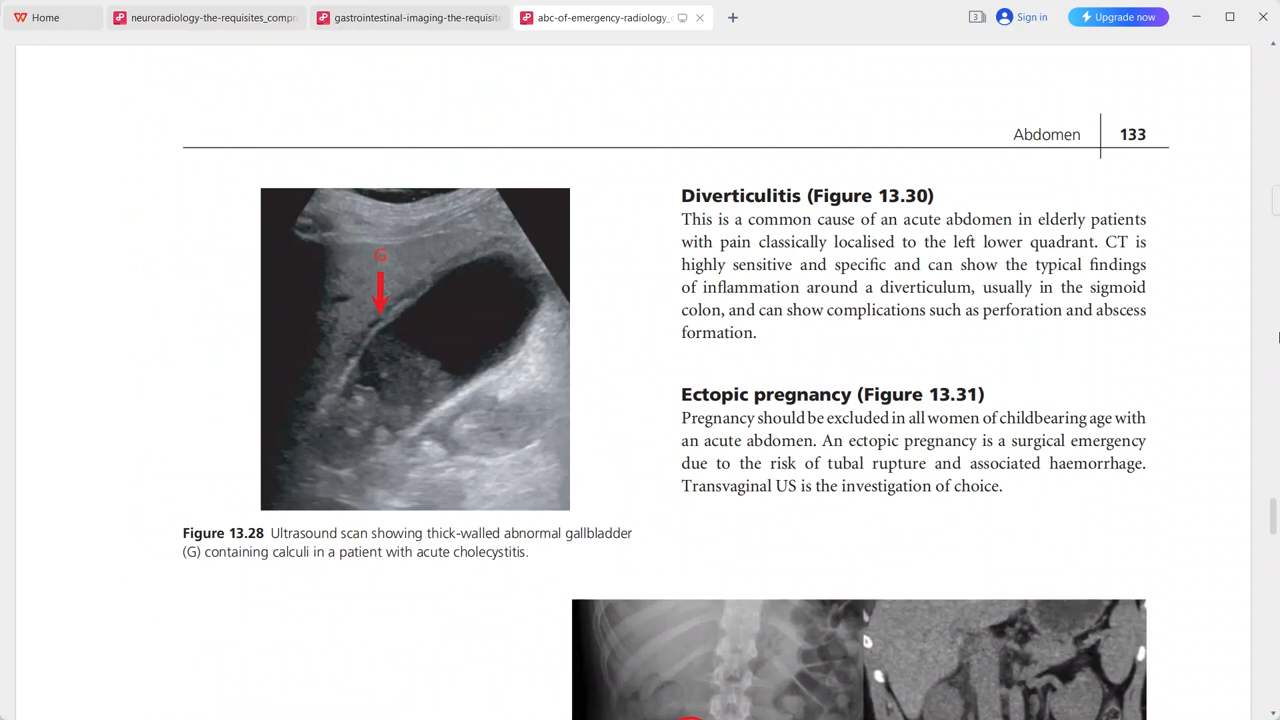 Home
neuroradiology-the-requisites_compr
gastrointestinal-imaging-the-requisite
abc-of-emergency-radiology_
3
Sign in
Upgrade now
Abdomen 133
G
Figure 13.28 Ultrasound scan showing thick-walled abnormal gallbladder
(G) containing calculi in a patient with acute cholecystitis.
Diverticulitis (Figure 13.30)
This is a common cause of an acute abdomen in elderly patients
with pain classically localised to the left lower quadrant. CT is
highly sensitive and specific and can show the typical findings
of inflammation around a diverticulum, usually in the sigmoid
colon, and can show complications such as perforation and abscess
formation.
Ectopic pregnancy (Figure 13.31)
Pregnancy should be excluded in all women of childbearing age with
an acute abdomen. An ectopic pregnancy is a surgical emergency
due to the risk of tubal rupture and associated haemorrhage.
Transvaginal US is the investigation of choice.